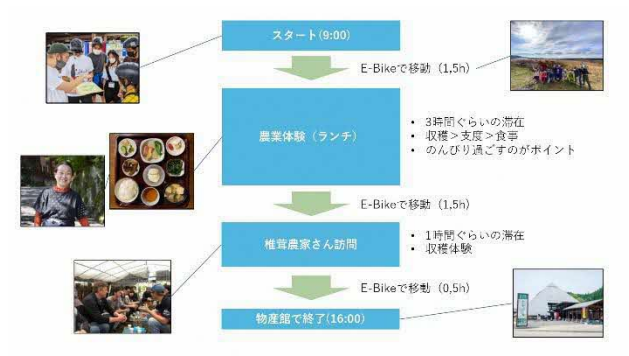 スタート(9:00)
E-Bikeで移動（1,5h）
農業体験（ランチ）
• 3時間ぐらいの滞在
• 収穫＞支度＞食事
• のんびり過ごすのがポイント
E-Bikeで移動（1,5h）
椎茸農家さん訪問
• 1時間ぐらいの滞在
• 収穫体験
E-Bikeで移動（0,5h）
物産館で終了(16:00)